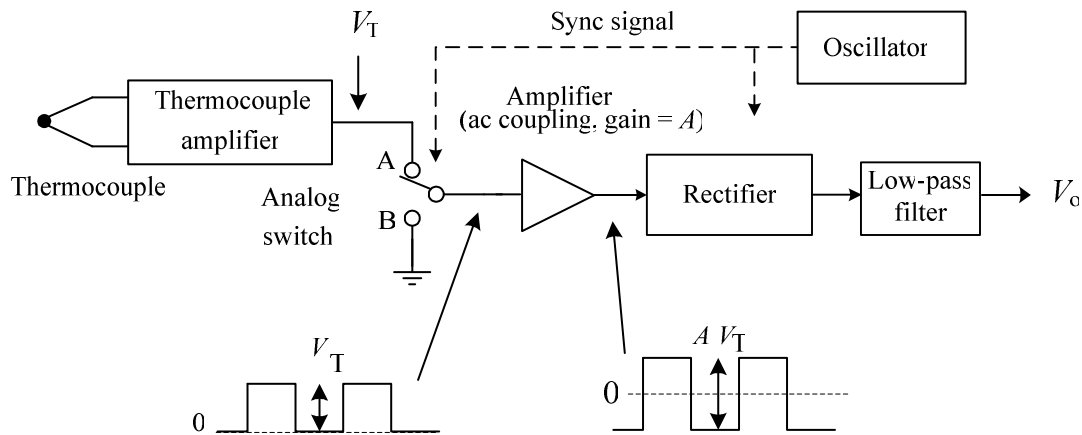 V_T
Sync signal
Oscillator
Thermocouple
amplifier
Amplifier
(ac coupling, gain = A)
Thermocouple
A
Analog
switch
B
Rectifier
Low-pass
filter
V_o
V_T
0
A V_T
0